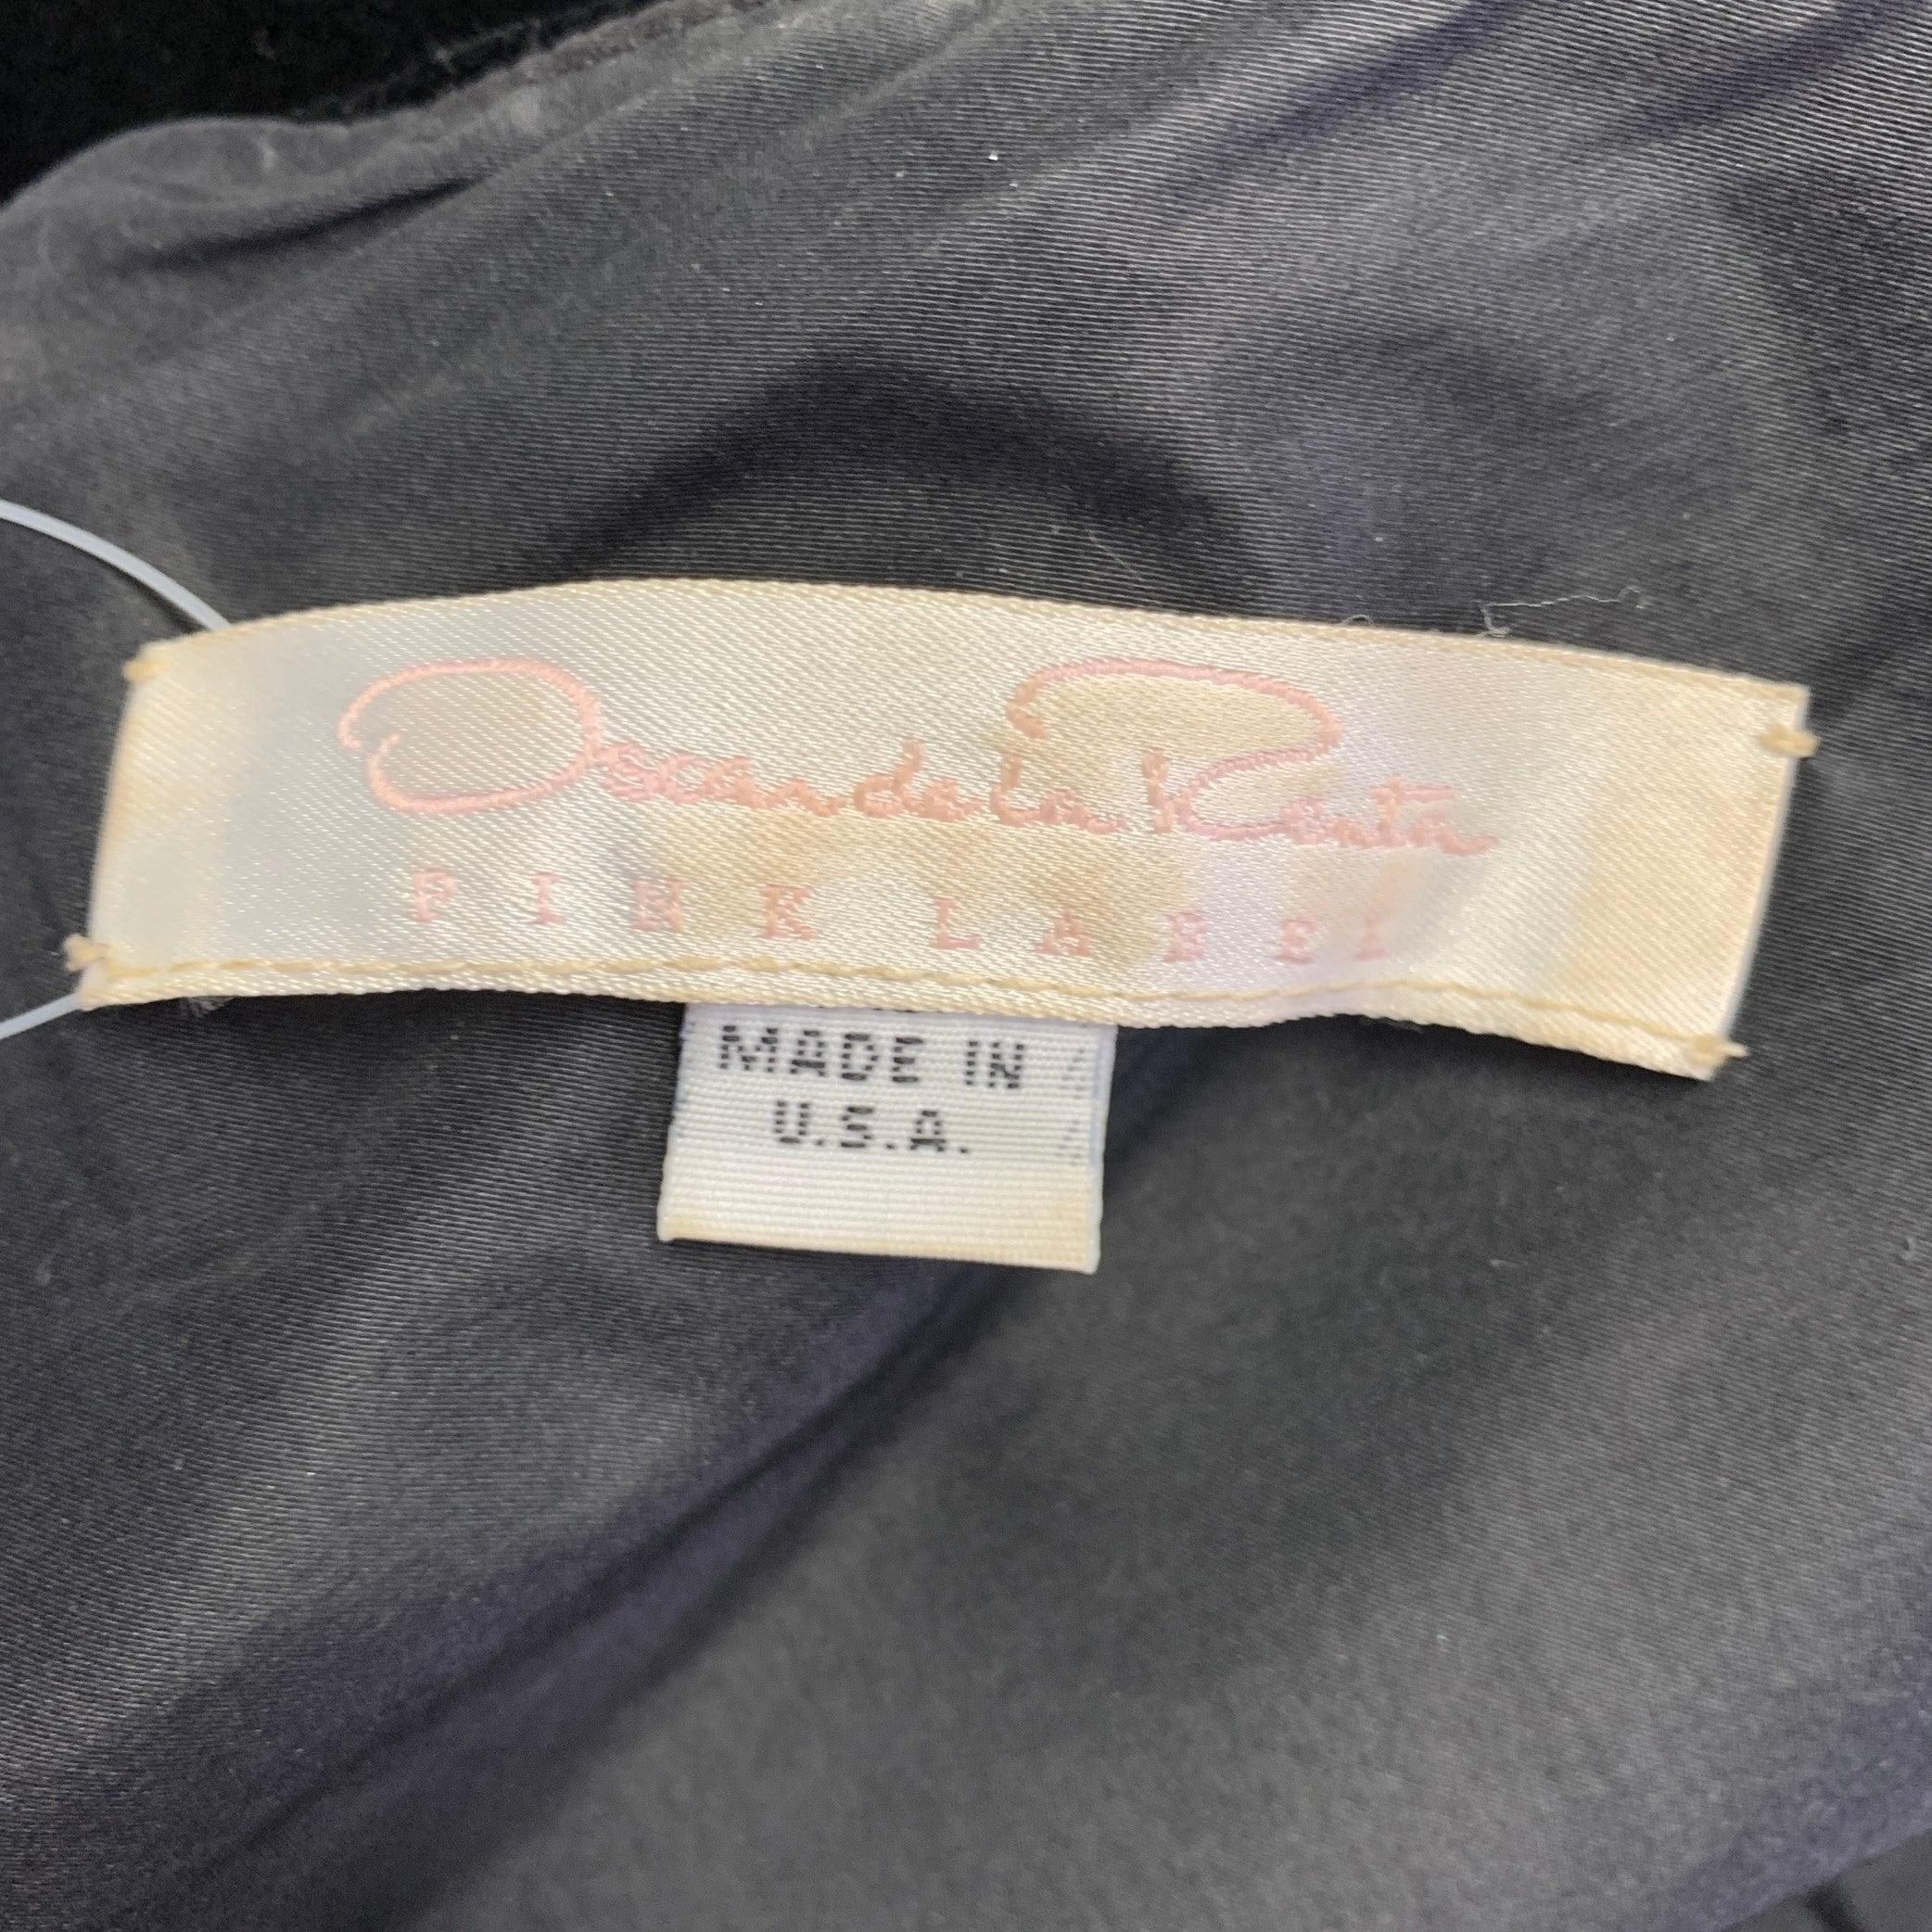 Oscar de la Renta
PINK LABEL
MADE IN
U.S.A.